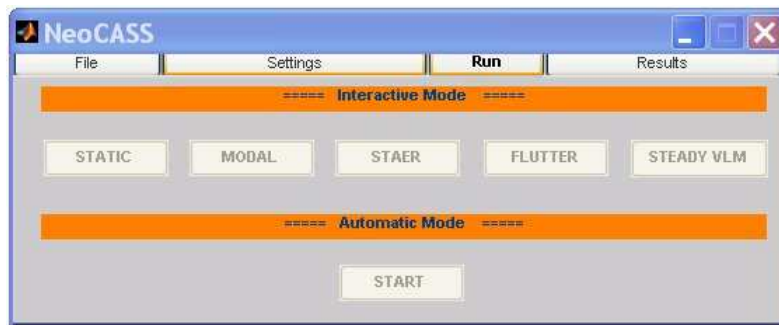 NeoCASS
File Settings Run Results
===== Interactive Mode =====
STATIC MODAL STAER FLUTTER STEADY VLM
===== Automatic Mode =====
START